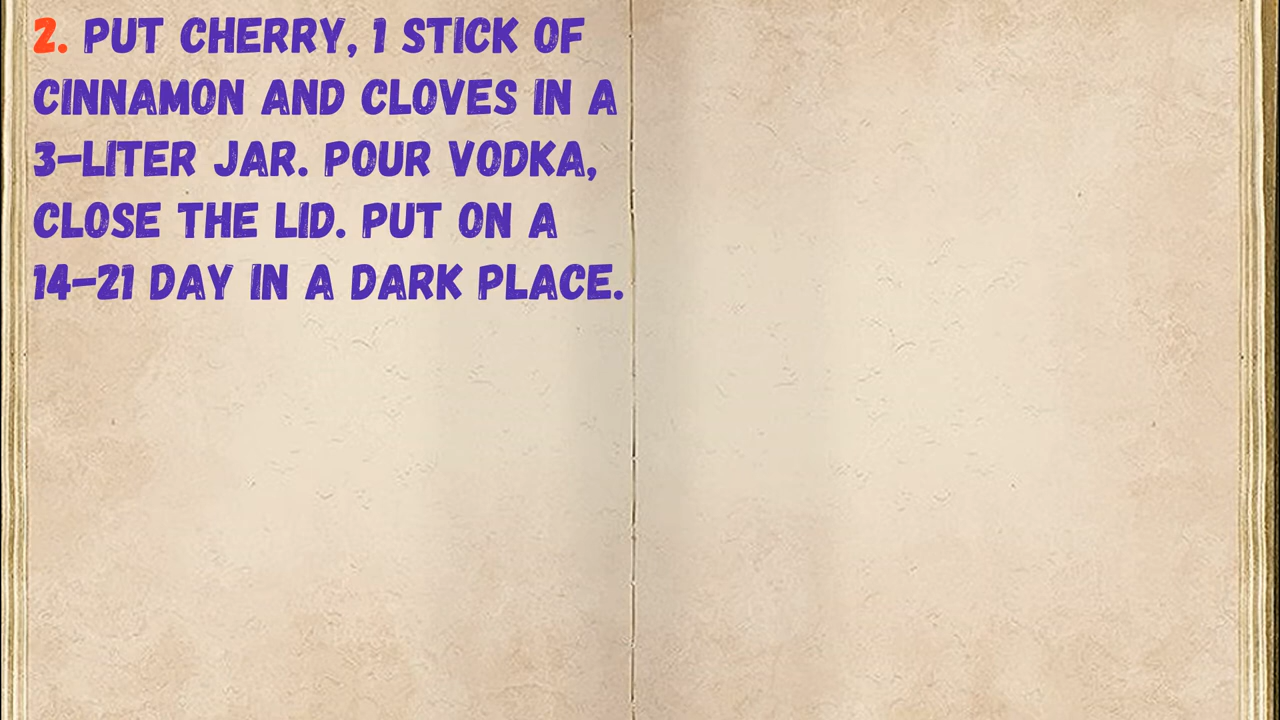 2. PUT CHERRY, 1 STICK OF
CINNAMON AND CLOVES IN A
3-LITER JAR. POUR VODKA,
CLOSE THE LID. PUT ON A
14-21 DAY IN A DARK PLACE.